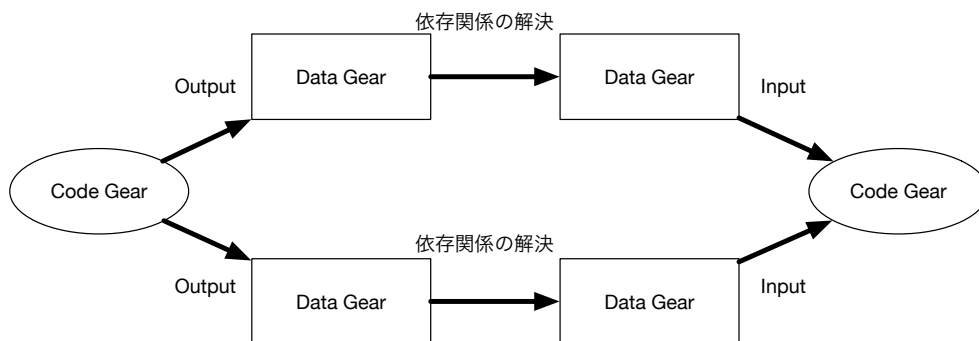 依存関係の解決
Output
Data Gear
Data Gear
Input
Code Gear
Code Gear
依存関係の解決
Output
Data Gear
Data Gear
Input